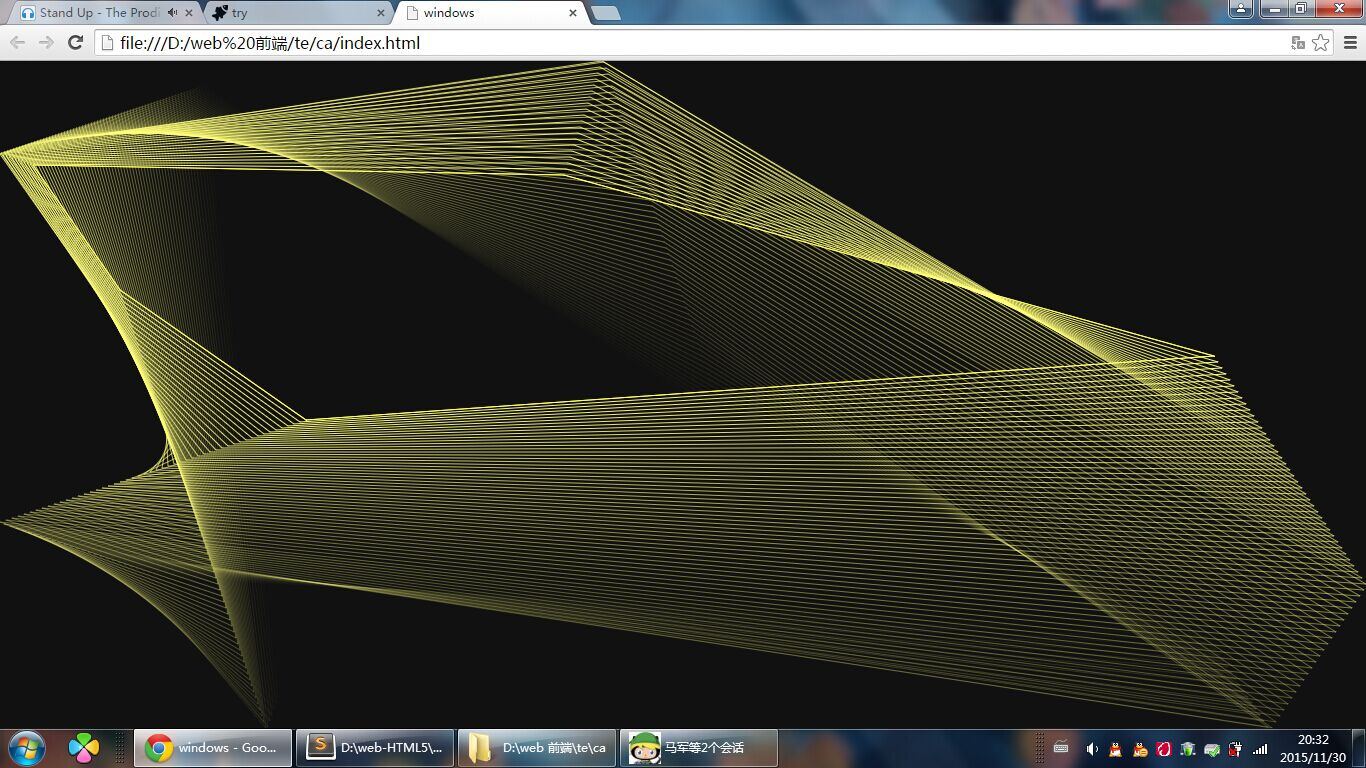 Stand Up - The Prodi
try
windows
file:///D:/web%20前端/te/ca/index.html
windows - Goo...
D:\web-HTML5\...
D:\web 前端\te\ca
马军等2个会话
20:32
2015/11/30